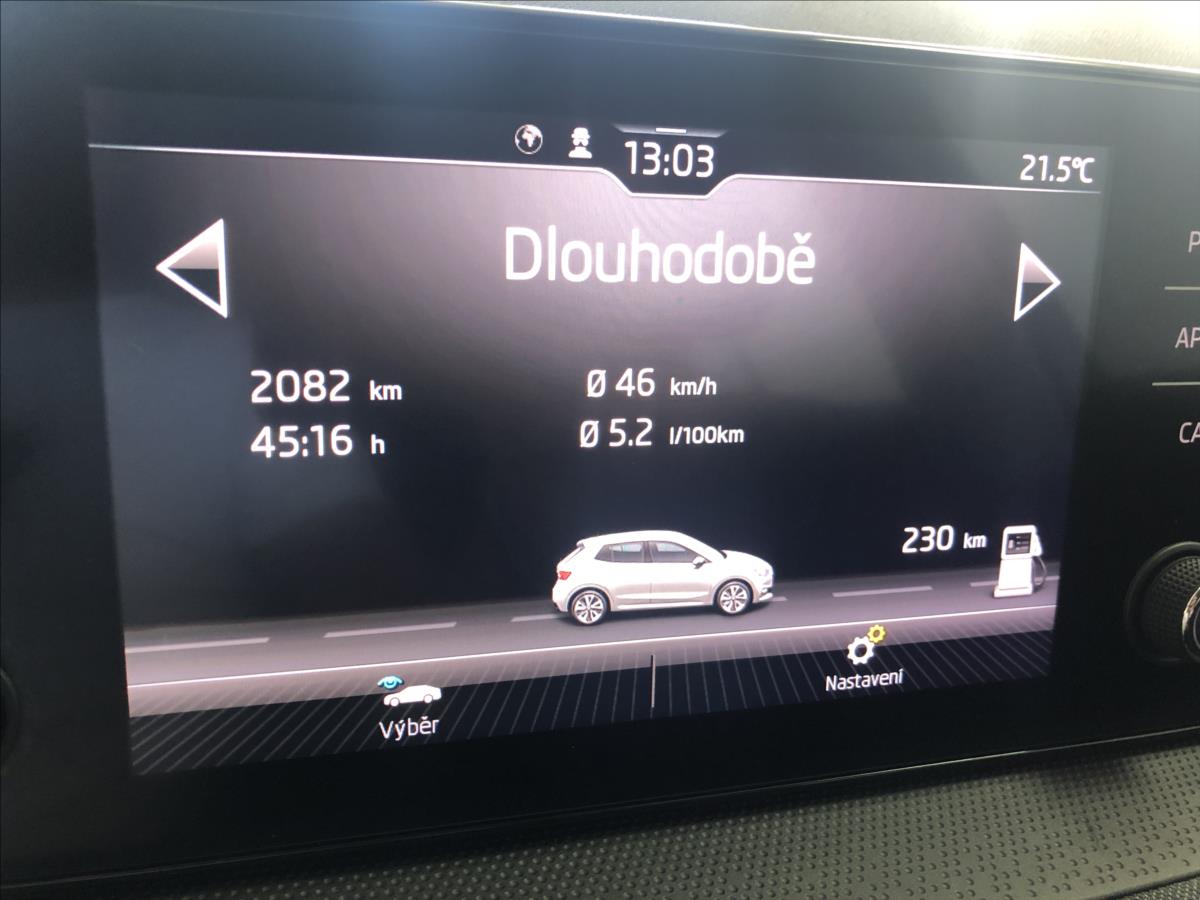 13:03
21.5°C
Dlouhodobě
2082 km
Ø 46 km/h
45:16 h
Ø 5.2 l/100km
230 km
Výběr
Nastavení